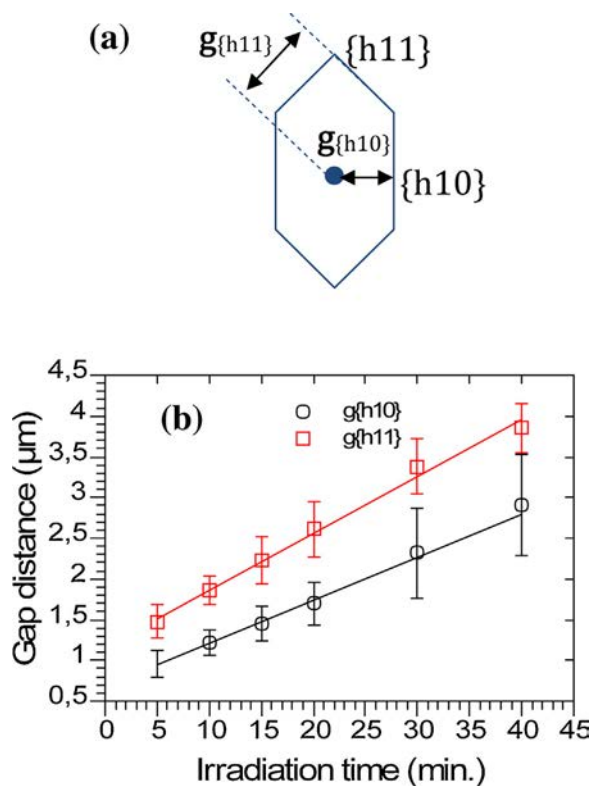 (a)
g{h11}
{h11}
g{h10}
{h10}
4,5
4
3,5
3
2,5
2
1,5
1
0,5
Gap distance (µm)
(b)
g{h10}
g{h11}
0 5 10 15 20 25 30 35 40 45
Irradiation time (min.)